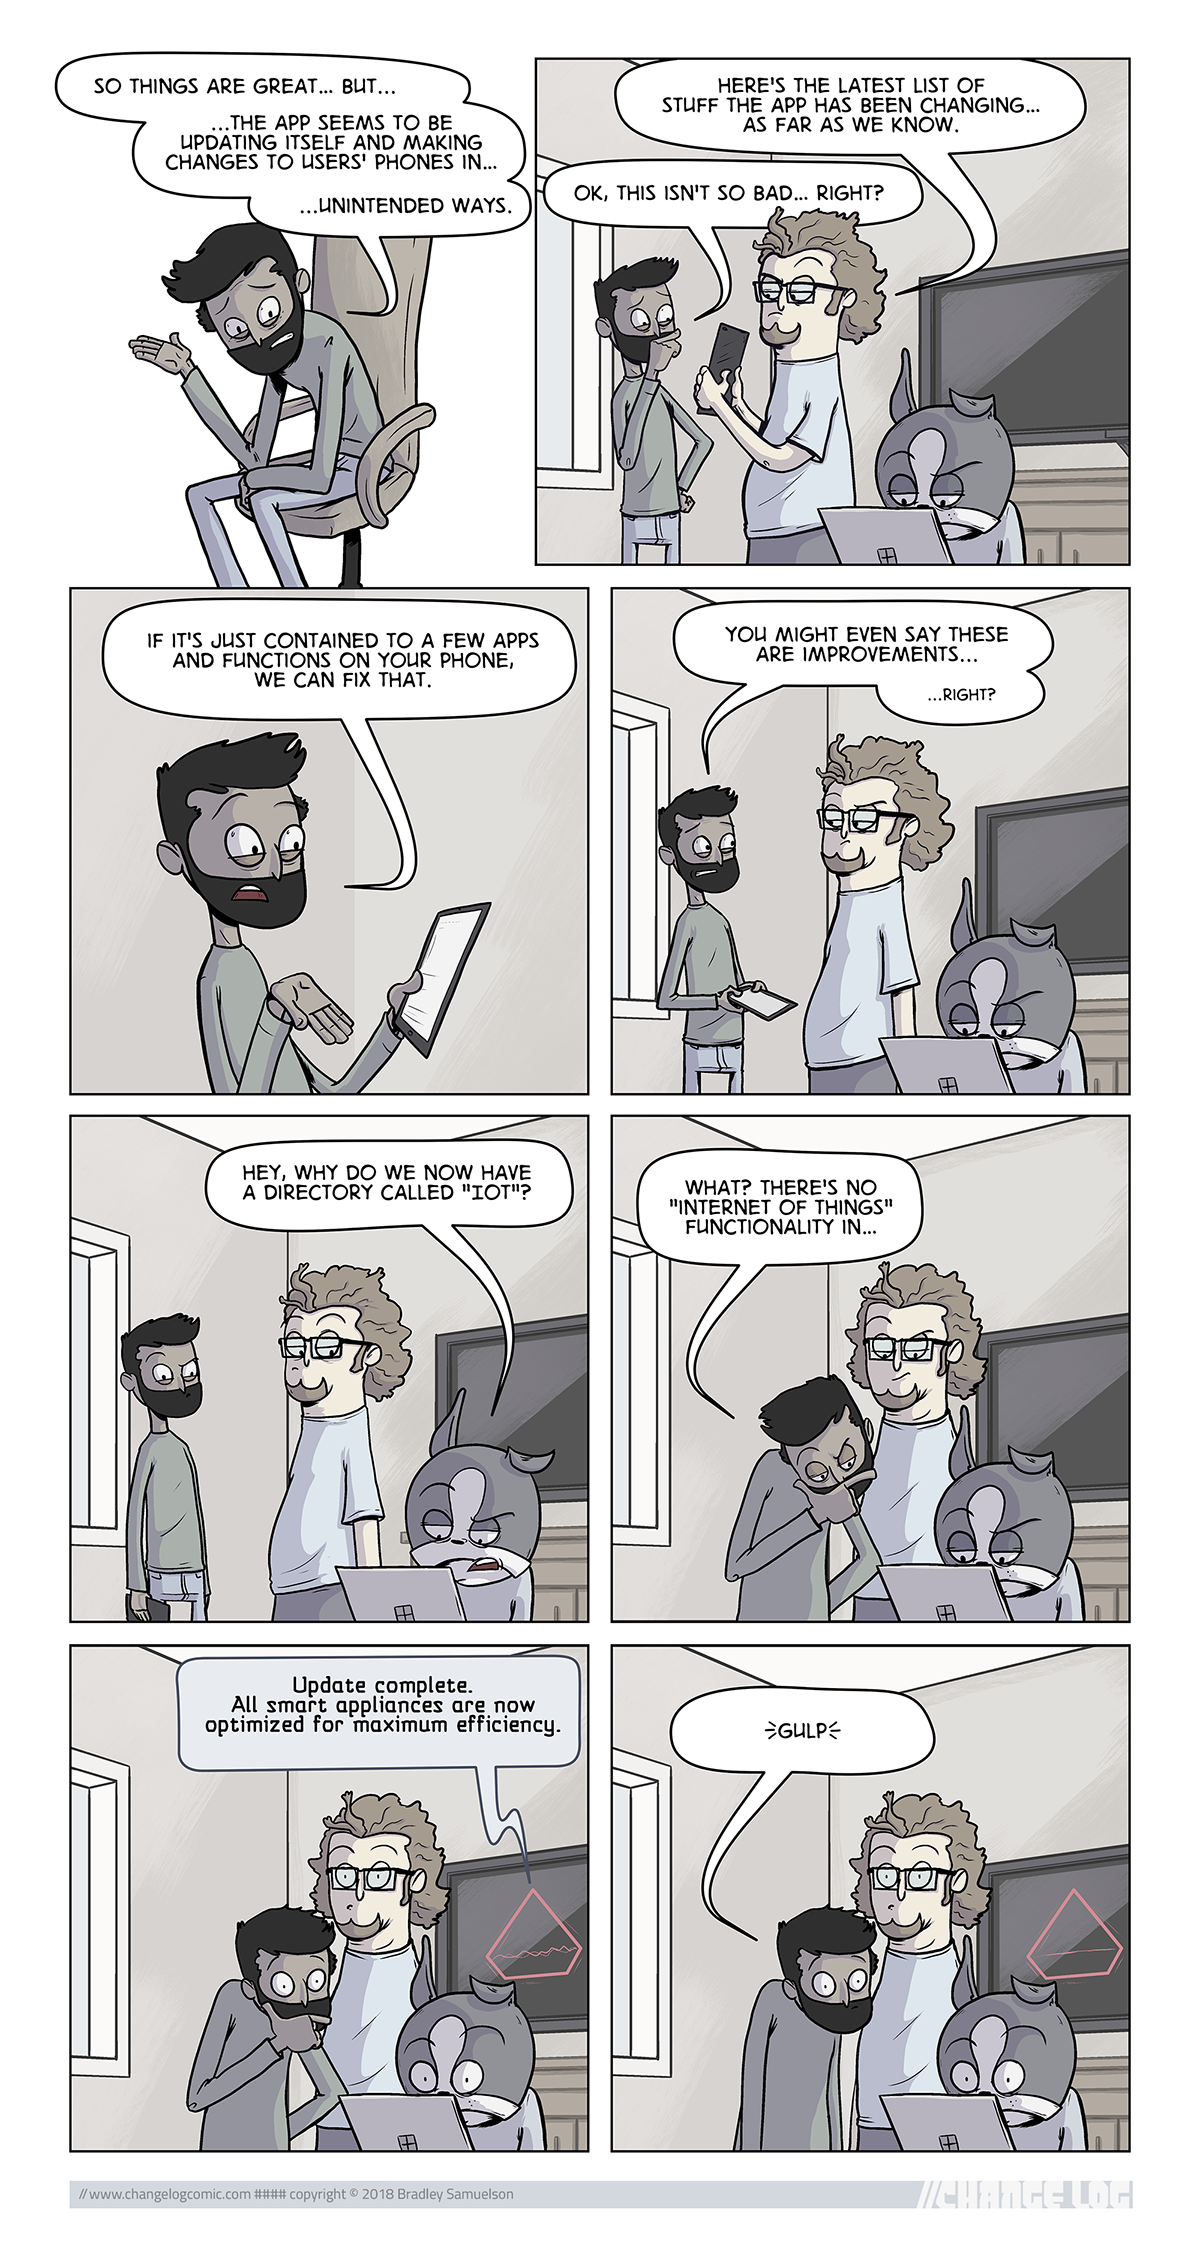 SO THINGS ARE GREAT... BUT...
...THE APP SEEMS TO BE
UPDATING ITSELF AND MAKING
CHANGES TO USERS' PHONES IN...
...UNINTENDED WAYS.
HERE'S THE LATEST LIST OF
STUFF THE APP HAS BEEN CHANGING...
AS FAR AS WE KNOW.
OK, THIS ISN'T SO BAD... RIGHT?
IF IT'S JUST CONTAINED TO A FEW APPS
AND FUNCTIONS ON YOUR PHONE,
WE CAN FIX THAT.
YOU MIGHT EVEN SAY THESE
ARE IMPROVEMENTS...
...RIGHT?
HEY, WHY DO WE NOW HAVE
A DIRECTORY CALLED "IOT"?
WHAT? THERE'S NO
"INTERNET OF THINGS"
FUNCTIONALITY IN...
Update complete.
All smart appliances are now
optimized for maximum efficiency.
GULP
//www.changelogcomic.com #### copyright © 2018 Bradley Samuelson
//CHANGE LOG